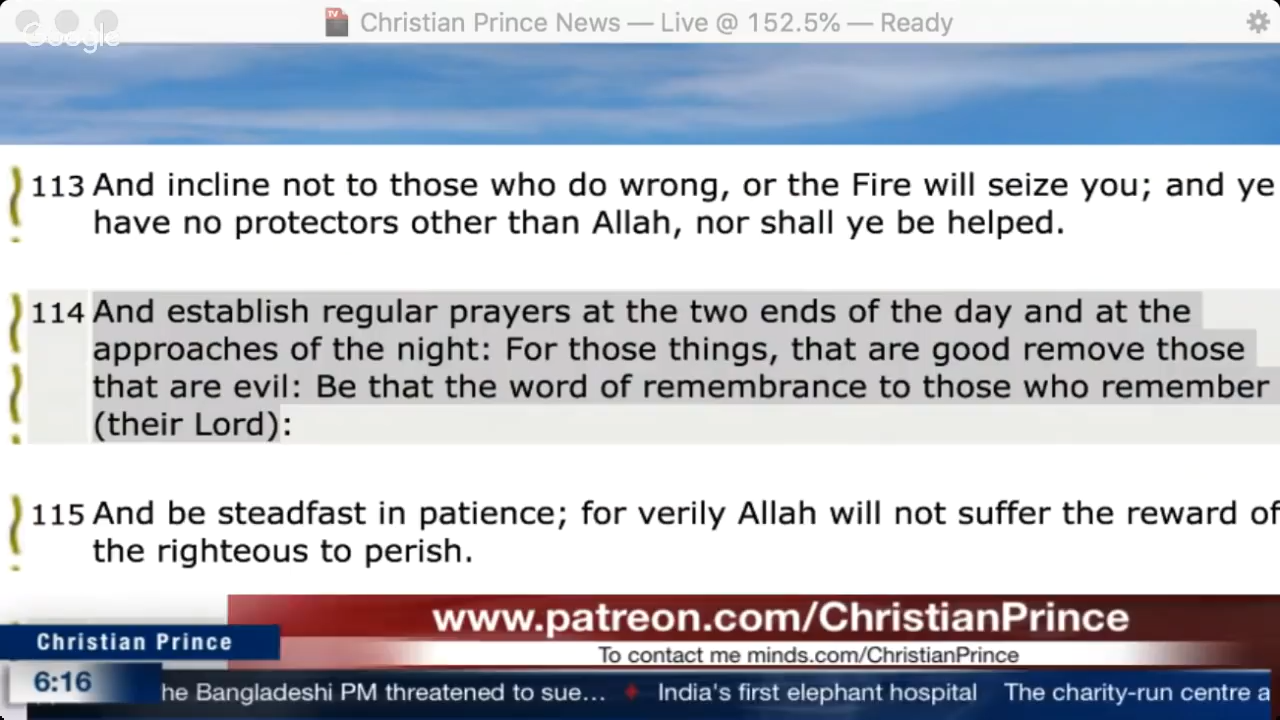 Christian Prince News — Live @ 152.5% — Ready
Google
113 And incline not to those who do wrong, or the Fire will seize you; and ye
have no protectors other than Allah, nor shall ye be helped.
114 And establish regular prayers at the two ends of the day and at the
approaches of the night: For those things, that are good remove those
that are evil: Be that the word of remembrance to those who remember
(their Lord):
115 And be steadfast in patience; for verily Allah will not suffer the reward of
the righteous to perish.
www.patreon.com/ChristianPrince
Christian Prince
To contact me minds.com/ChristianPrince
6:16
he Bangladeshi PM threatened to sue... ♦ India's first elephant hospital The charity-run centre a